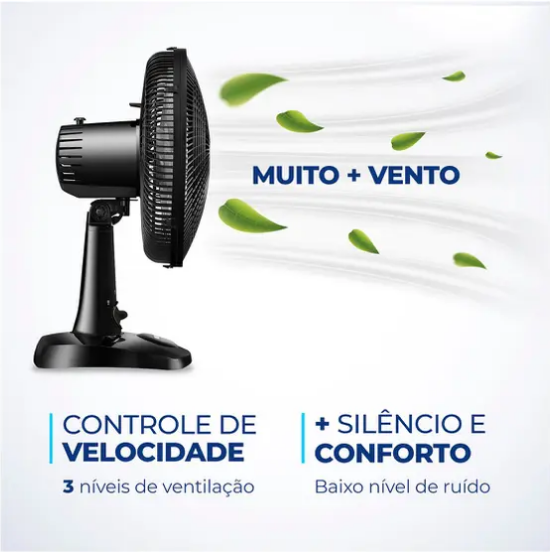 MUITO + VENTO
CONTROLE DE
VELOCIDADE
3 níveis de ventilação
+ SILÊNCIO E
CONFORTO
Baixo nível de ruído